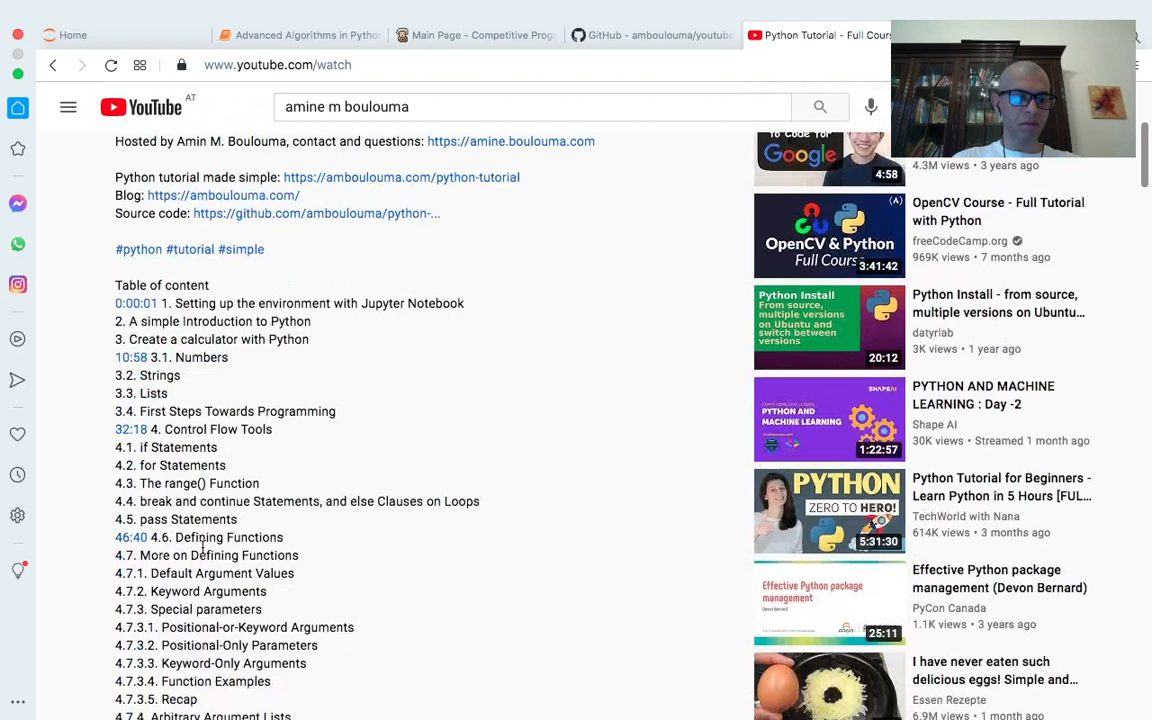 Home
Advanced Algorithms in Pytho
Main Page - Competitive Prog
GitHub - amboulouma/youtube
Python Tutorial - Full Cours
www.youtube.com/watch
YouTube AT
amine m boulouma
Hosted by Amin M. Boulouma, contact and questions: https://amine.boulouma.com
Python tutorial made simple: https://amboulouma.com/python-tutorial
Blog: https://amboulouma.com/
Source code: https://github.com/amboulouma/python-...
#python #tutorial #simple
Table of content
0:00:01 1. Setting up the environment with Jupyter Notebook
2. A simple Introduction to Python
3. Create a calculator with Python
10:58 3.1. Numbers
3.2. Strings
3.3. Lists
3.4. First Steps Towards Programming
32:18 4. Control Flow Tools
4.1. if Statements
4.2. for Statements
4.3. The range() Function
4.4. break and continue Statements, and else Clauses on Loops
4.5. pass Statements
46:40 4.6. Defining Functions
4.7. More on Defining Functions
4.7.1. Default Argument Values
4.7.2. Keyword Arguments
4.7.3. Special parameters
4.7.3.1. Positional-or-Keyword Arguments
4.7.3.2. Positional-Only Parameters
4.7.3.3. Keyword-Only Arguments
4.7.3.4. Function Examples
4.7.3.5. Recap
4.7.4. Arbitrary Argument Lists
To Code For
Google
4:58
4.3M views • 3 years ago
OpenCV & Python
Full Course
3:41:42
OpenCV Course - Full Tutorial
with Python
freeCodeCamp.org
969K views • 7 months ago
Python Install
From source,
multiple versions
on Ubuntu and
switch between
versions
20:12
Python Install - from source,
multiple versions on Ubuntu...
datyrlab
3K views • 1 year ago
SHAPEAI
PYTHON AND
MACHINE LEARNING
1:22:57
PYTHON AND MACHINE
LEARNING : Day -2
Shape AI
30K views • Streamed 1 month ago
PYTHON
ZERO TO HERO!
5:31:30
Python Tutorial for Beginners -
Learn Python in 5 Hours [FUL...
TechWorld with Nana
614K views • 3 years ago
Effective Python package
management
(Devon Bernard)
25:11
Effective Python package
management (Devon Bernard)
PyCon Canada
1.1K views • 3 years ago
I have never eaten such
delicious eggs! Simple and...
Essen Rezepte
6.9M views • 1 month ago